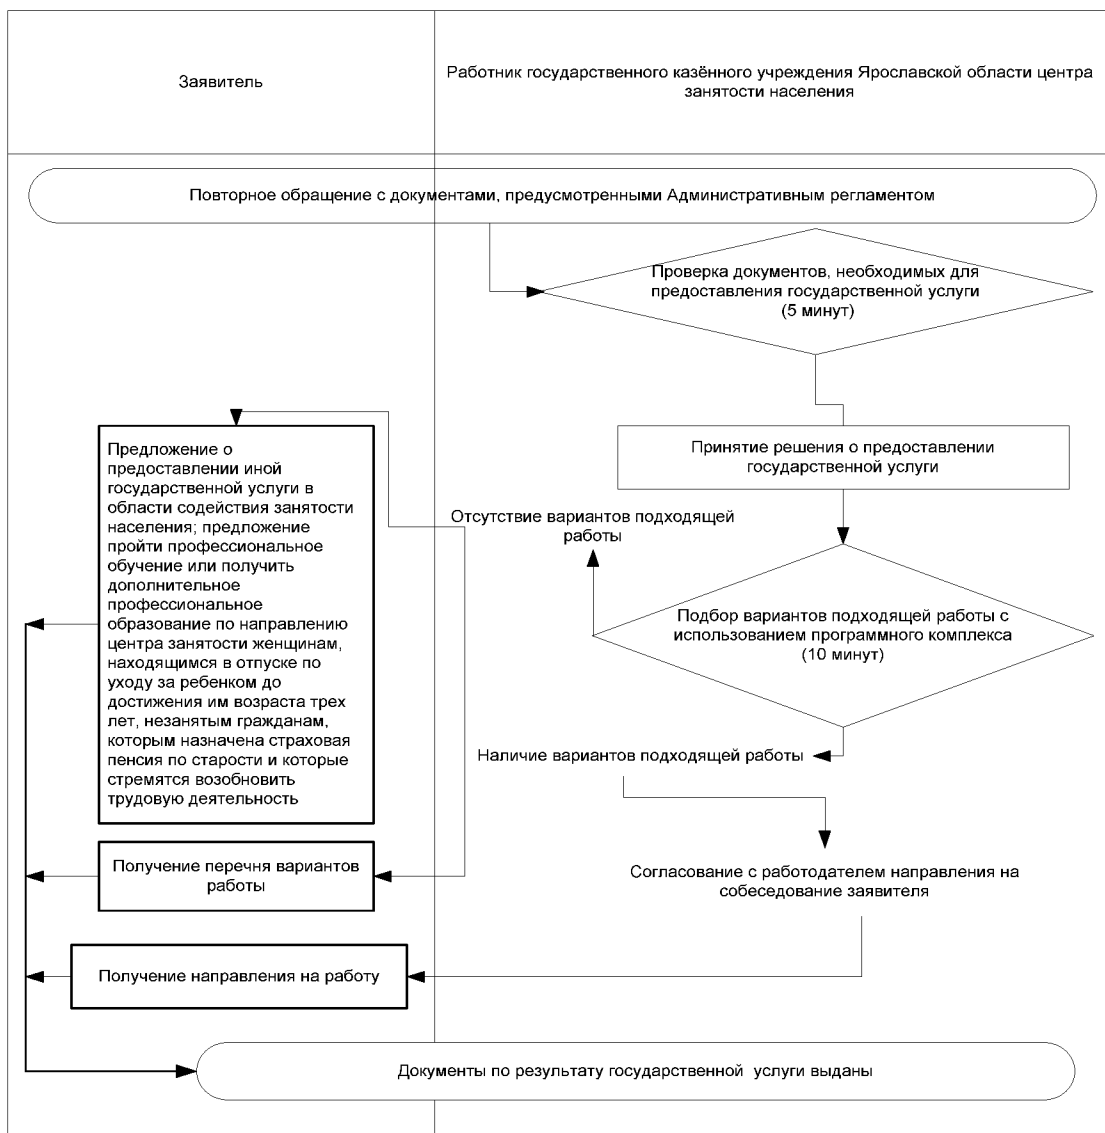 Заявитель
Работник государственного казённого учреждения Ярославской области центра
занятости населения
Повторное обращение с документами, предусмотренными Административным регламентом
Проверка документов, необходимых для
предоставления государственной услуги
(5 минут)
Принятие решения о предоставлении
государственной услуги
Предложение о
предоставлении иной
государственной услуги в
области содействия занятости
населения; предложение
пройти профессиональное
обучение или получить
дополнительное
профессиональное
образование по направлению
центра занятости женщинам,
находящимся в отпуске по
уходу за ребенком до
достижения им возраста трех
лет, незанятым гражданам,
которым назначена страховая
пенсия по старости и которые
стремятся возобновить
трудовую деятельность
Отсутствие вариантов подходящей
работы
Подбор вариантов подходящей работы с
использованием программного комплекса
(10 минут)
Наличие вариантов подходящей работы
Получение перечня вариантов
работы
Согласование с работодателем направления на
собеседование заявителя
Получение направления на работу
Документы по результату государственной услуги выданы